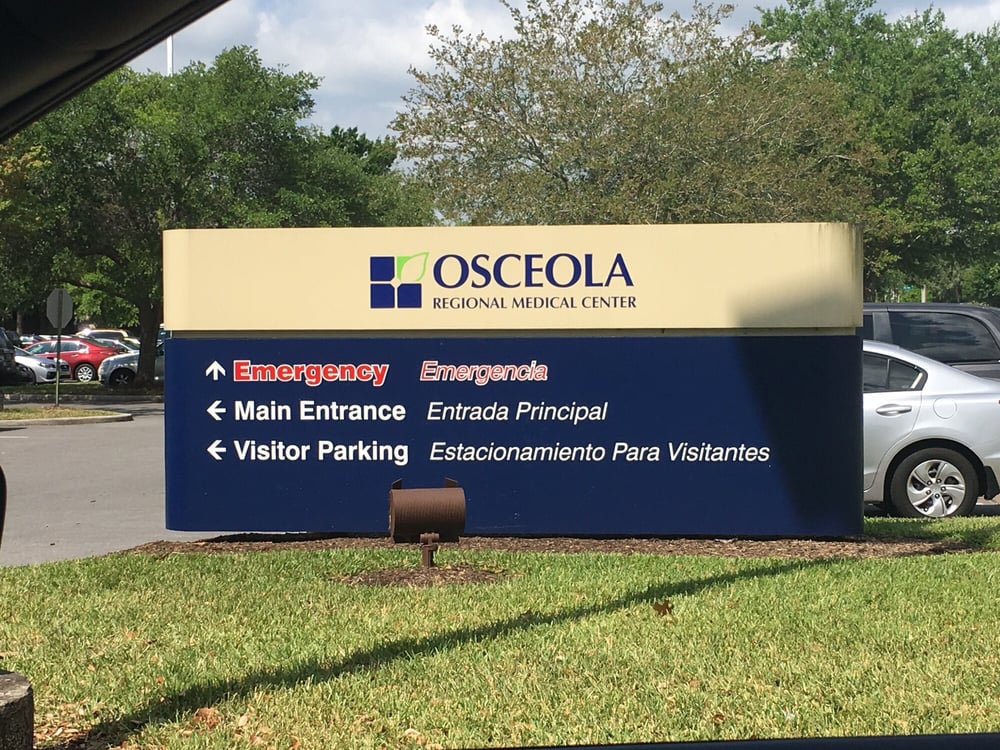 OSCEOLA
REGIONAL MEDICAL CENTER
↑ Emergency Emergencia
← Main Entrance Entrada Principal
← Visitor Parking Estacionamiento Para Visitantes